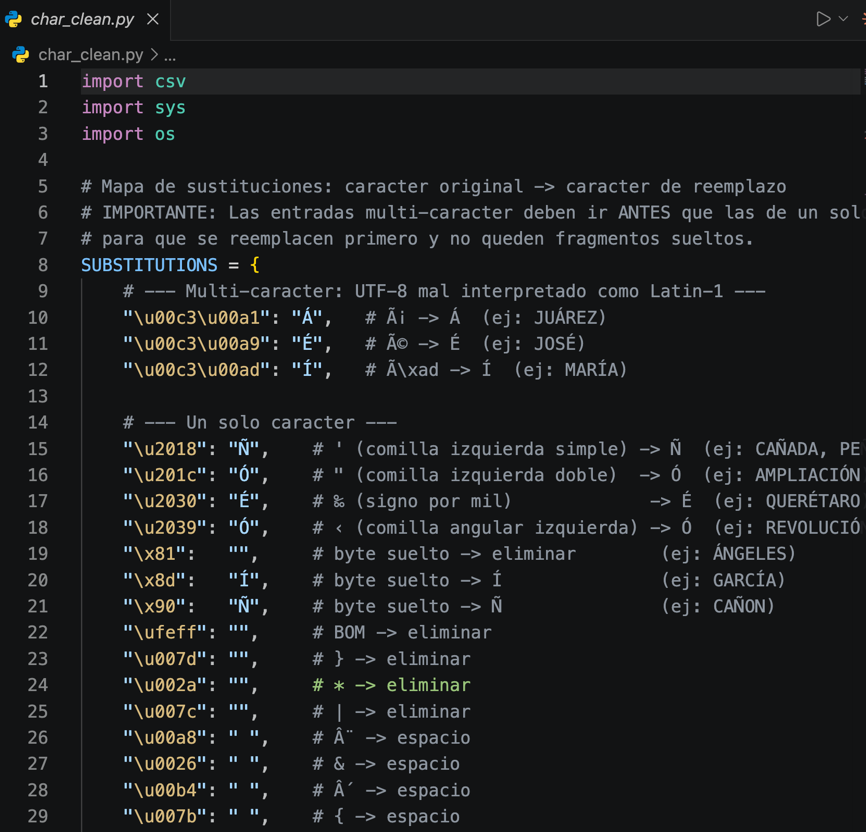 char_clean.py
char_clean.py > ...
1 import csv
2 import sys
3 import os
4
5 # Mapa de sustituciones: caracter original -> caracter de reemplazo
6 # IMPORTANTE: Las entradas multi-caracter deben ir ANTES que las de un sol
7 # para que se reemplacen primero y no queden fragmentos sueltos.
8 SUBSTITUTIONS = {
9 # --- Multi-caracter: UTF-8 mal interpretado como Latin-1 ---
10 "\u00c3\u00a1": "Á", # Ã¡ -> Á (ej: JUÁREZ)
11 "\u00c3\u00a9": "É", # Ã© -> É (ej: JOSÉ)
12 "\u00c3\u00ad": "Í", # Ã\xad -> Í (ej: MARÍA)
13
14 # --- Un solo caracter ---
15 "\u2018": "Ñ", # ' (comilla izquierda simple) -> Ñ (ej: CAÑADA, PE
16 "\u201c": "Ó", # " (comilla izquierda doble) -> Ó (ej: AMPLIACIÓN
17 "\u2030": "É", # ‰ (signo por mil) -> É (ej: QUERÉTARO
18 "\u2039": "Ó", # ‹ (comilla angular izquierda) -> Ó (ej: REVOLUCIÓ
19 "\x81": "", # byte suelto -> eliminar (ej: ÁNGELES)
20 "\x8d": "Í", # byte suelto -> Í (ej: GARCÍA)
21 "\x90": "Ñ", # byte suelto -> Ñ (ej: CAÑON)
22 "\ufeff": "", # BOM -> eliminar
23 "\u007d": "", # } -> eliminar
24 "\u002a": "", # * -> eliminar
25 "\u007c": "", # | -> eliminar
26 "\u00a8": " ", # Â¨ -> espacio
27 "\u0026": " ", # & -> espacio
28 "\u00b4": " ", # Â´ -> espacio
29 "\u007b": " ", # { -> espacio